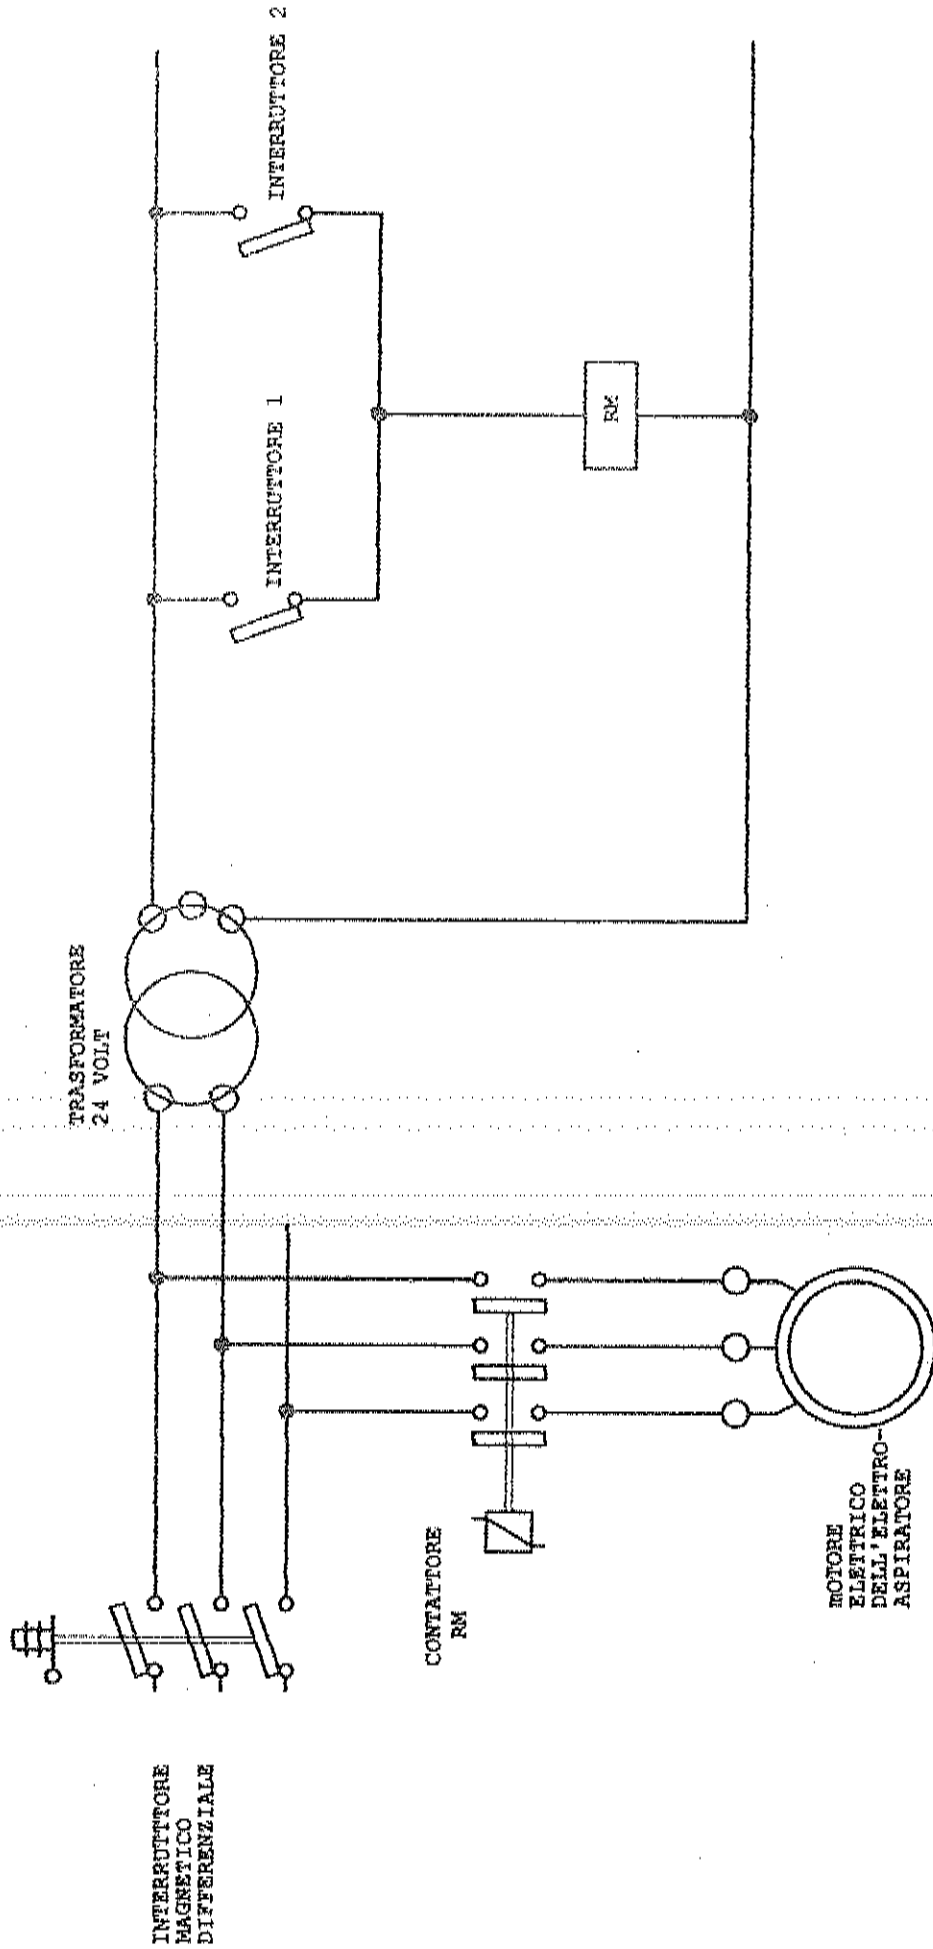 INTERRUTTORE
MAGNETICO
DIFFERENZIALE
TRASFORMATORE
24 VOLT
INTERRUTTORE 1
INTERRUTTORE 2
RM
CONTATTORE
RM
mOTORE
ELETTRICO
DELL'ELETTRO-
ASPIRATORE